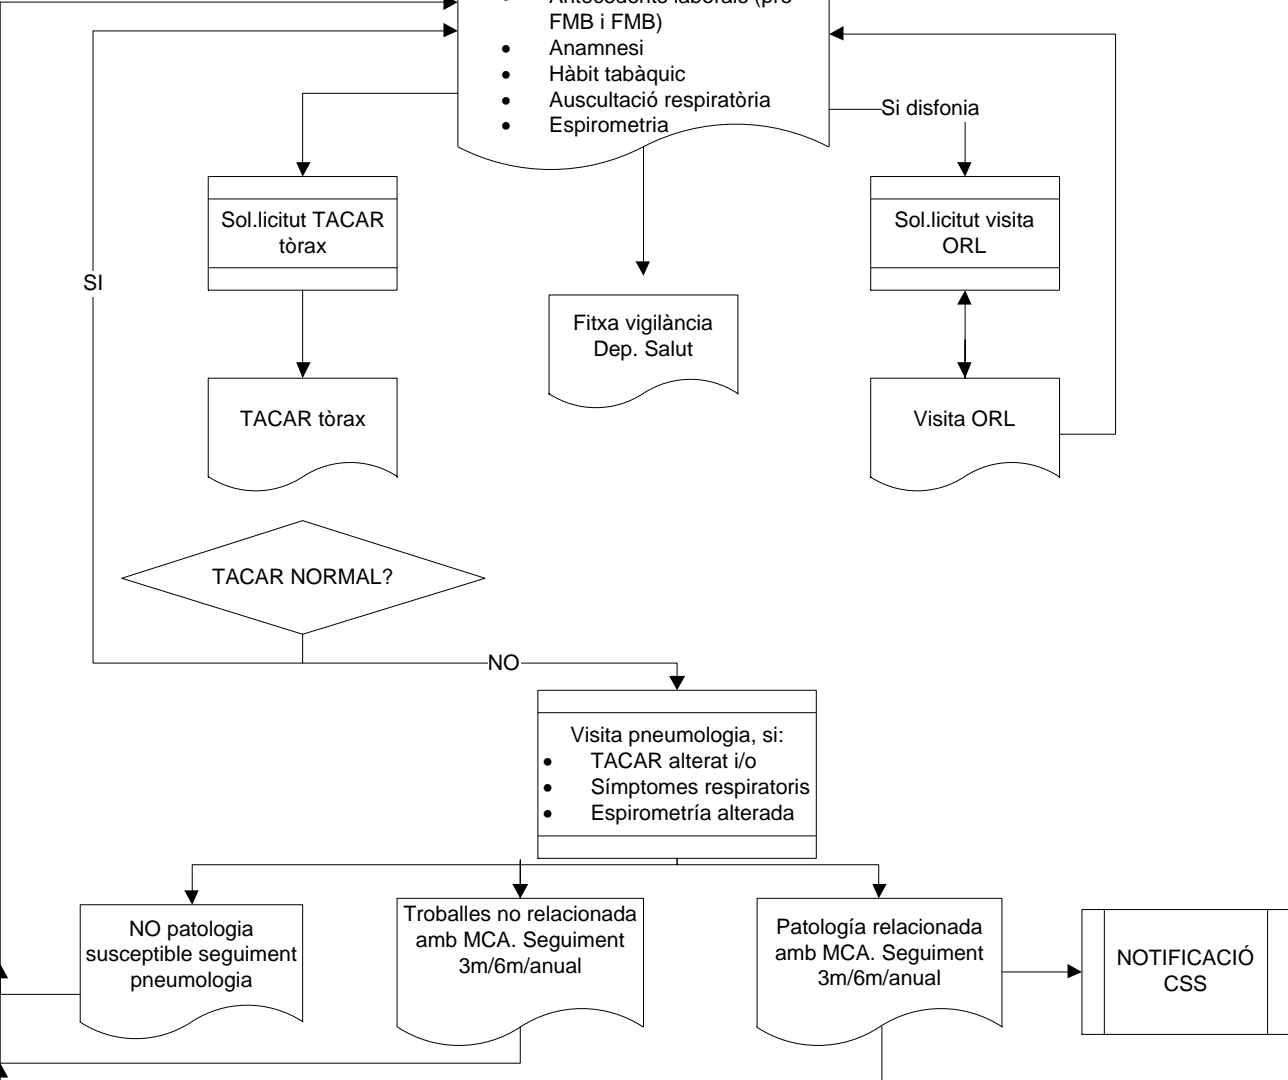 Antecedents laborals (pre
FMB i FMB)
• Anamnesi
• Hàbit tabàquic
• Auscultació respiratòria
• Espirometria
Si disfonia
Sol.licitut TACAR
tòrax
Sol.licitut visita
ORL
SI
Fitxa vigilància
Dep. Salut
TACAR tòrax
Visita ORL
TACAR NORMAL?
NO
Visita pneumologia, si:
• TACAR alterat i/o
• Símptomes respiratoris
• Espirometría alterada
NO patologia
susceptible seguiment
pneumologia
Troballes no relacionada
amb MCA. Seguiment
3m/6m/anual
Patología relacionada
amb MCA. Seguiment
3m/6m/anual
NOTIFICACIÓ
CSS